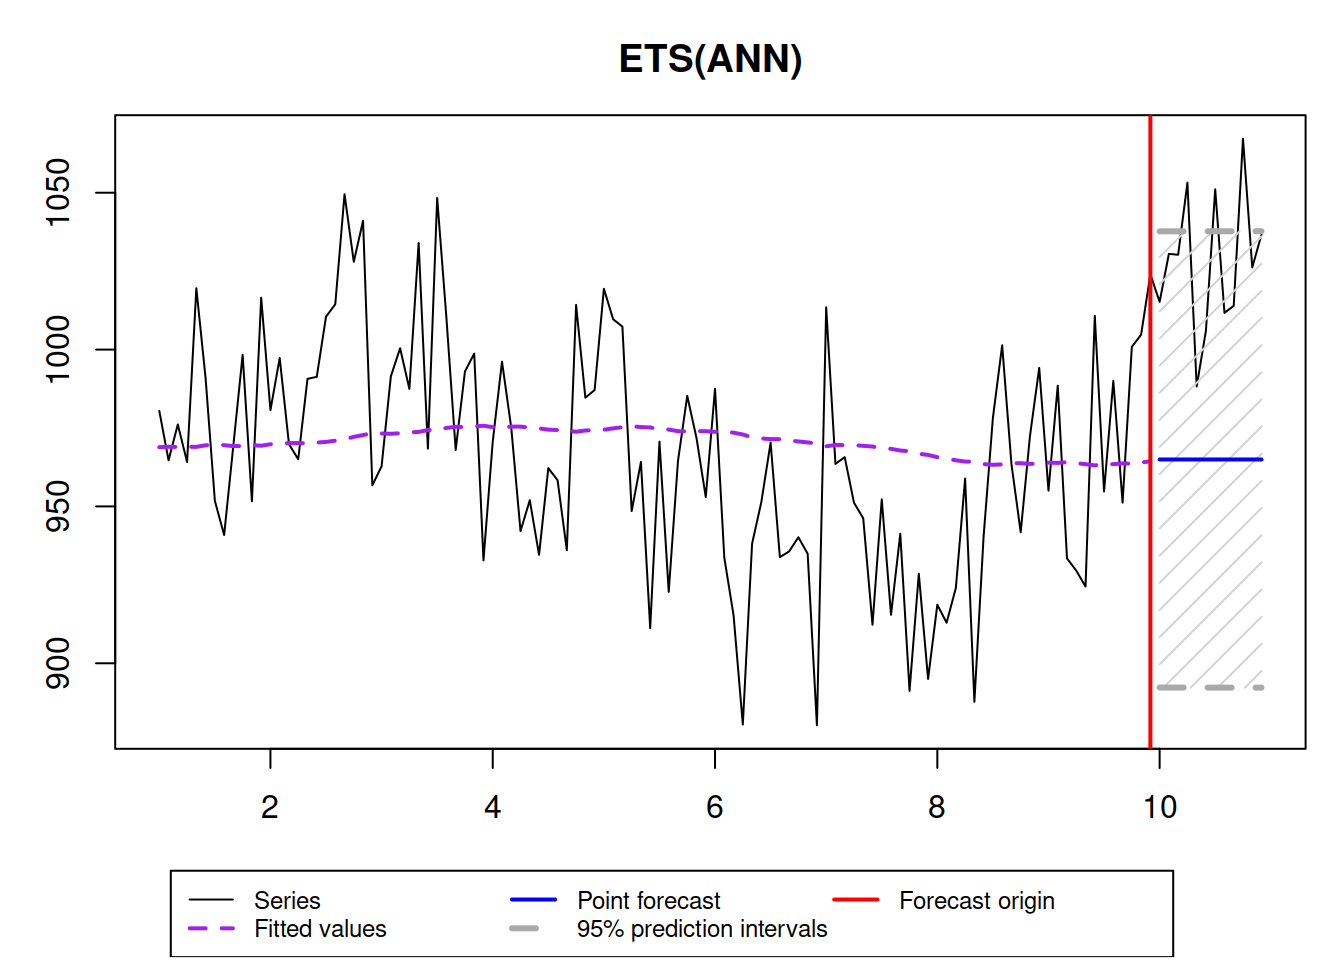 ETS(ANN)
1050
1000
950
900
2 4 6 8 10
Series Point forecast Forecast origin
Fitted values 95% prediction intervals